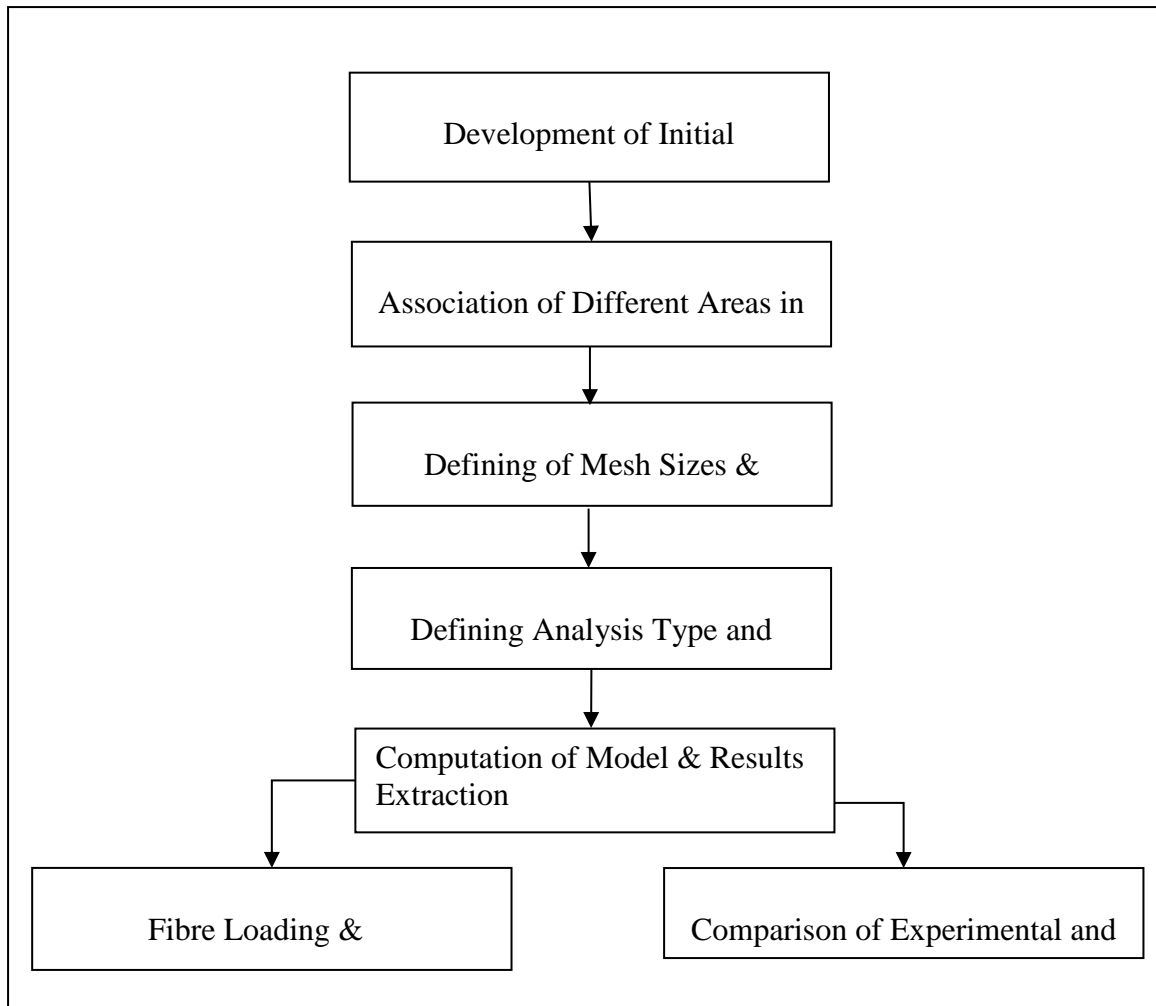 Development of Initial
Association of Different Areas in
Defining of Mesh Sizes &
Defining Analysis Type and
Computation of Model & Results
Extraction
Fibre Loading &
Comparison of Experimental and